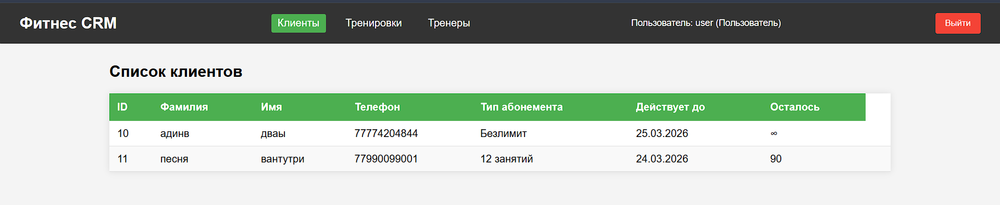 Фитнес CRM Клиенты Тренировки Тренеры Пользователь: user (Пользователь) Выйти
Список клиентов
ID Фамилия Имя Телефон Тип абонемента Действует до Осталось
10 адинв дваы 77774204844 Безлимит 25.03.2026 ∞
11 песня вантутри 77990099001 12 занятий 24.03.2026 90